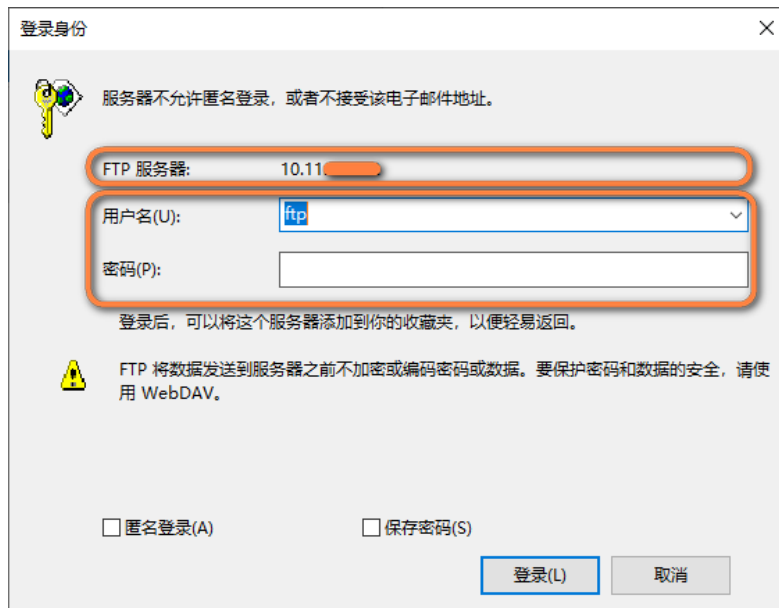 登录身份
服务器不允许匿名登录，或者不接受该电子邮件地址。
FTP 服务器: 10.11.
用户名(U): ftp
密码(P):
登录后，可以将这个服务器添加到你的收藏夹，以便轻易返回。
FTP 将数据发送到服务器之前不加密或编码密码或数据。要保护密码和数据的安全，请使
用 WebDAV。
匿名登录(A) 保存密码(S)
登录(L) 取消